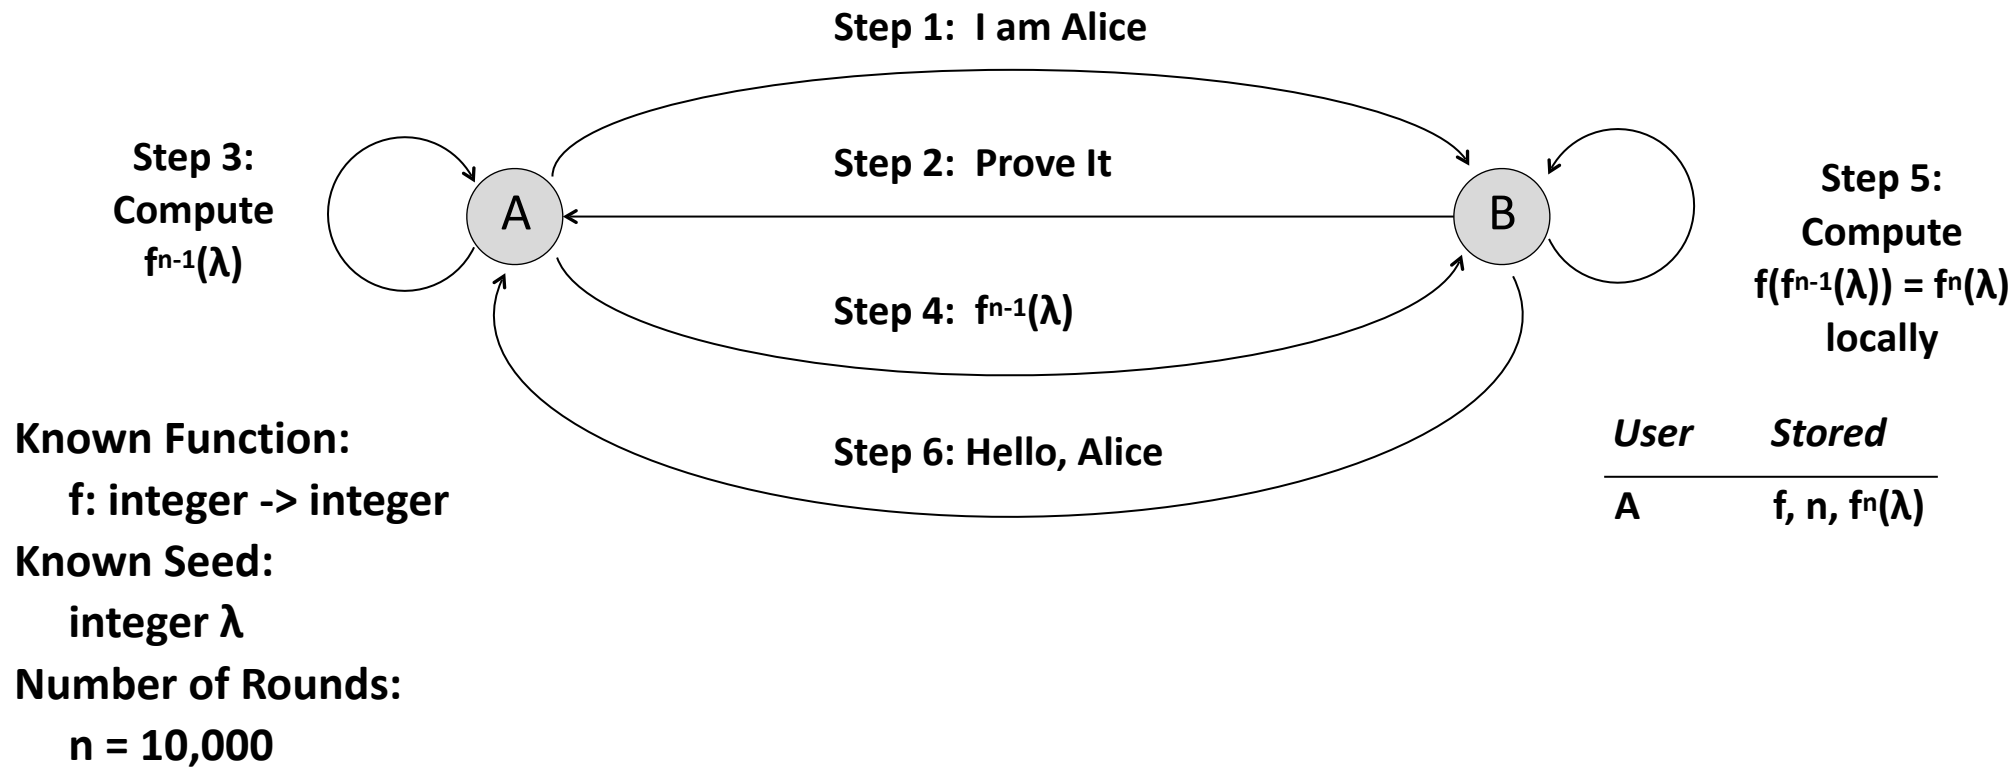 Step 1:  I am Alice
Step 3:
Compute
fⁿ⁻¹(λ)
Step 2:  Prove It
A
B
Step 5:
Compute
f(fⁿ⁻¹(λ)) = fⁿ(λ)
locally
Step 4:  fⁿ⁻¹(λ)
Step 6: Hello, Alice
Known Function:
f: integer -> integer
Known Seed:
integer λ
Number of Rounds:
n = 10,000
User Stored
A f, n, fⁿ(λ)